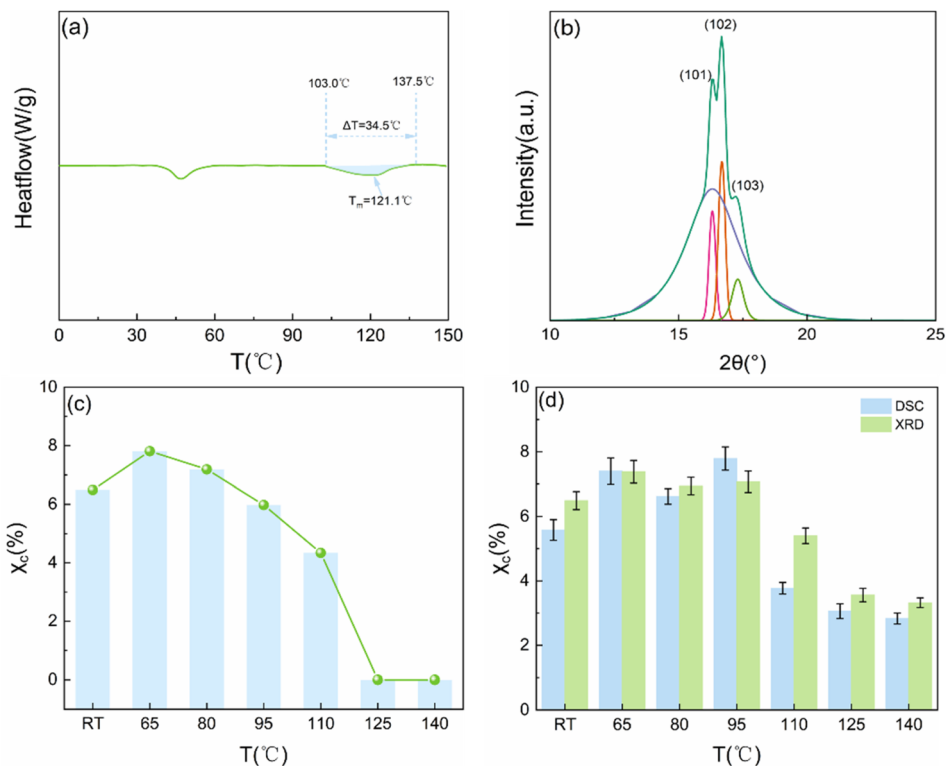 (a)
103.0℃
137.5℃
ΔT=34.5℃
Tm=121.1℃
Heatflow(W/g)
0 30 60 90 120 150
T(℃)
(b)
(102)
(101)
(103)
Intensity(a.u.)
10 15 20 25
2θ(°)
(c)
10
8
6
4
2
0
χc(%)
RT 65 80 95 110 125 140
T(℃)
(d)
DSC
XRD
10
8
6
4
2
0
χc(%)
RT 65 80 95 110 125 140
T(℃)